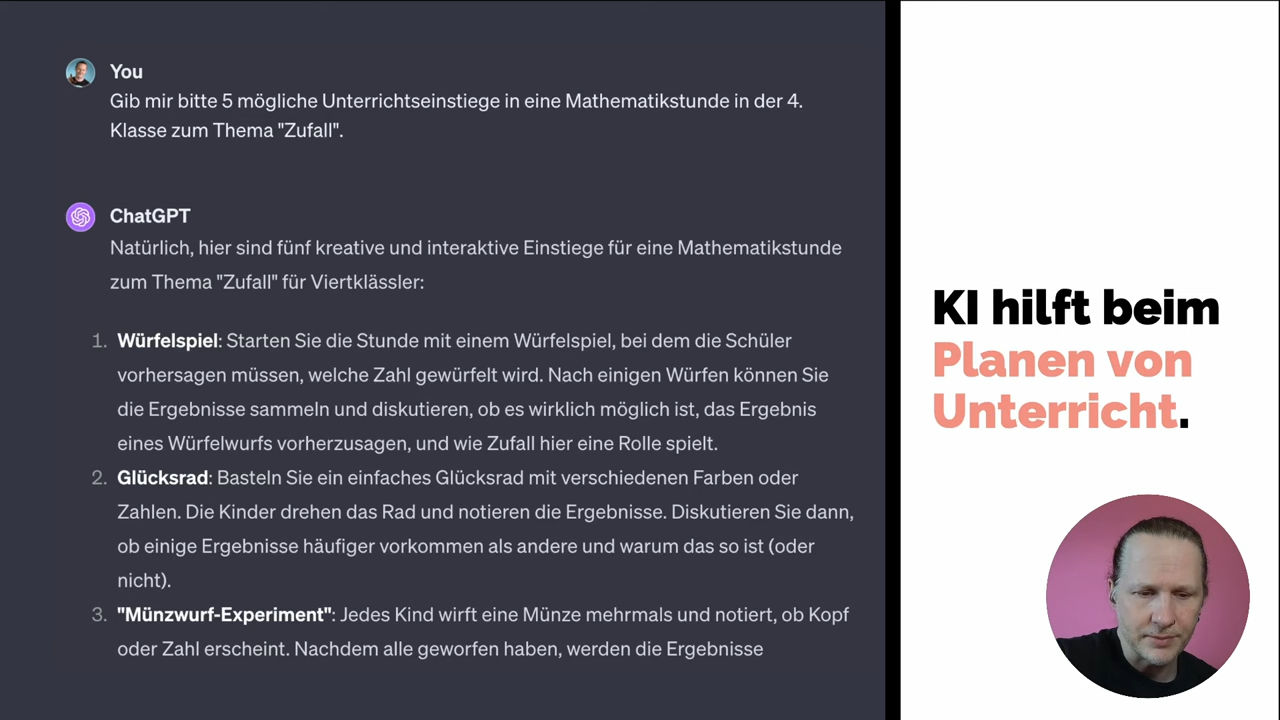 You
Gib mir bitte 5 mögliche Unterrichtseinstiege in eine Mathematikstunde in der 4.
Klasse zum Thema "Zufall".
ChatGPT
Natürlich, hier sind fünf kreative und interaktive Einstiege für eine Mathematikstunde
zum Thema "Zufall" für Viertklässler:
1. Würfelspiel: Starten Sie die Stunde mit einem Würfelspiel, bei dem die Schüler
vorhersagen müssen, welche Zahl gewürfelt wird. Nach einigen Würfen können Sie
die Ergebnisse sammeln und diskutieren, ob es wirklich möglich ist, das Ergebnis
eines Würfelwurfs vorherzusagen, und wie Zufall hier eine Rolle spielt.
2. Glücksrad: Basteln Sie ein einfaches Glücksrad mit verschiedenen Farben oder
Zahlen. Die Kinder drehen das Rad und notieren die Ergebnisse. Diskutieren Sie dann,
ob einige Ergebnisse häufiger vorkommen als andere und warum das so ist (oder
nicht).
3. "Münzwurf-Experiment": Jedes Kind wirft eine Münze mehrmals und notiert, ob Kopf
oder Zahl erscheint. Nachdem alle geworfen haben, werden die Ergebnisse
KI hilft beim
Planen von
Unterricht.